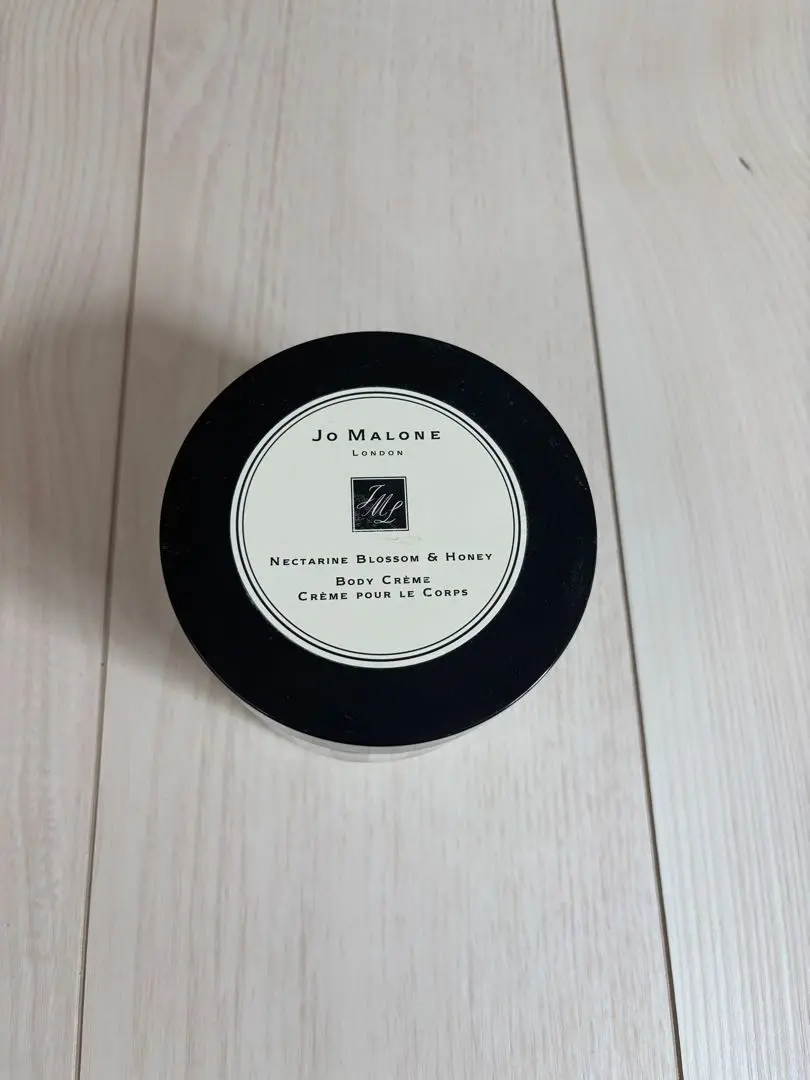 Jo Malone
London
JML
Nectarine Blossom & Honey
Body Crème
Crème pour le Corps